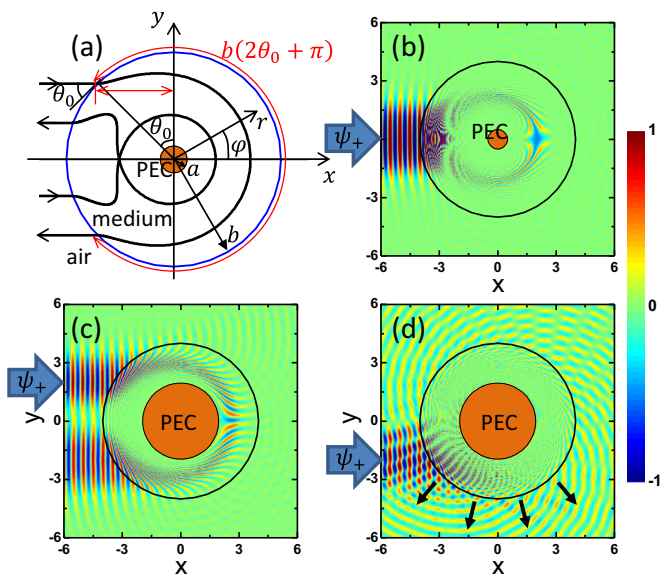 (a)
y
b(2θ₀ + π)
θ₀
θ₀
r
φ
PEC
a
x
medium
b
air
(b)
6
3
0
-3
-6
ψ₊
PEC
-6 -3 0 3 6
X
1
0
-1
(c)
6
3
0
-3
-6
y
ψ₊
PEC
-6 -3 0 3 6
X
(d)
6
3
0
-3
-6
y
ψ₊
PEC
-6 -3 0 3 6
X